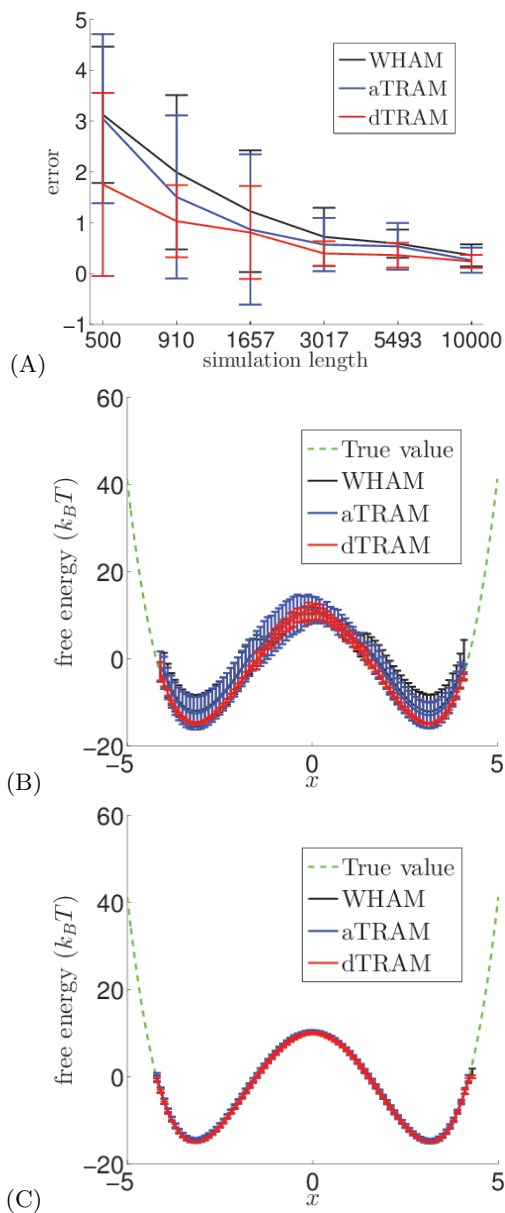 5
4
3
2
1
0
−1
error
WHAM
aTRAM
dTRAM
500 910 1657 3017 5493 10000
simulation length
(A)
60
40
20
0
−20
free energy (k_BT)
True value
WHAM
aTRAM
dTRAM
−5 0 5
x
(B)
60
40
20
0
−20
free energy (k_BT)
True value
WHAM
aTRAM
dTRAM
−5 0 5
x
(C)